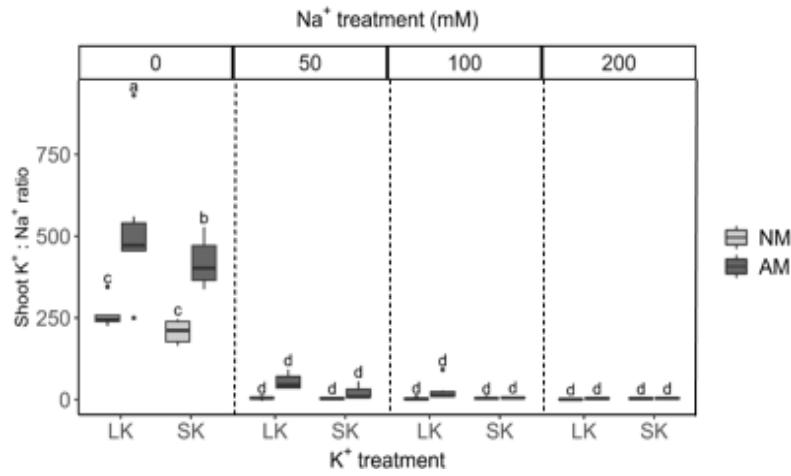 Na⁺ treatment (mM)
0 50 100 200
Shoot K⁺ : Na⁺ ratio
750
500
250
0
a
b
c
c
d d d d
d d d d
d d d d
LK SK LK SK LK SK LK SK
K⁺ treatment
NM
AM